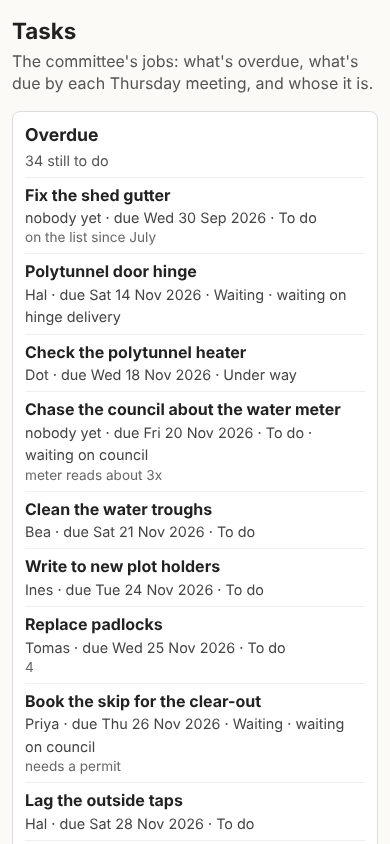 Tasks
The committee's jobs: what's overdue, what's
due by each Thursday meeting, and whose it is.
Overdue
34 still to do
Fix the shed gutter
nobody yet · due Wed 30 Sep 2026 · To do
on the list since July
Polytunnel door hinge
Hal · due Sat 14 Nov 2026 · Waiting · waiting on
hinge delivery
Check the polytunnel heater
Dot · due Wed 18 Nov 2026 · Under way
Chase the council about the water meter
nobody yet · due Fri 20 Nov 2026 · To do ·
waiting on council
meter reads about 3x
Clean the water troughs
Bea · due Sat 21 Nov 2026 · To do
Write to new plot holders
Ines · due Tue 24 Nov 2026 · To do
Replace padlocks
Tomas · due Wed 25 Nov 2026 · To do
4
Book the skip for the clear-out
Priya · due Thu 26 Nov 2026 · Waiting · waiting
on council
needs a permit
Lag the outside taps
Hal · due Sat 28 Nov 2026 · To do